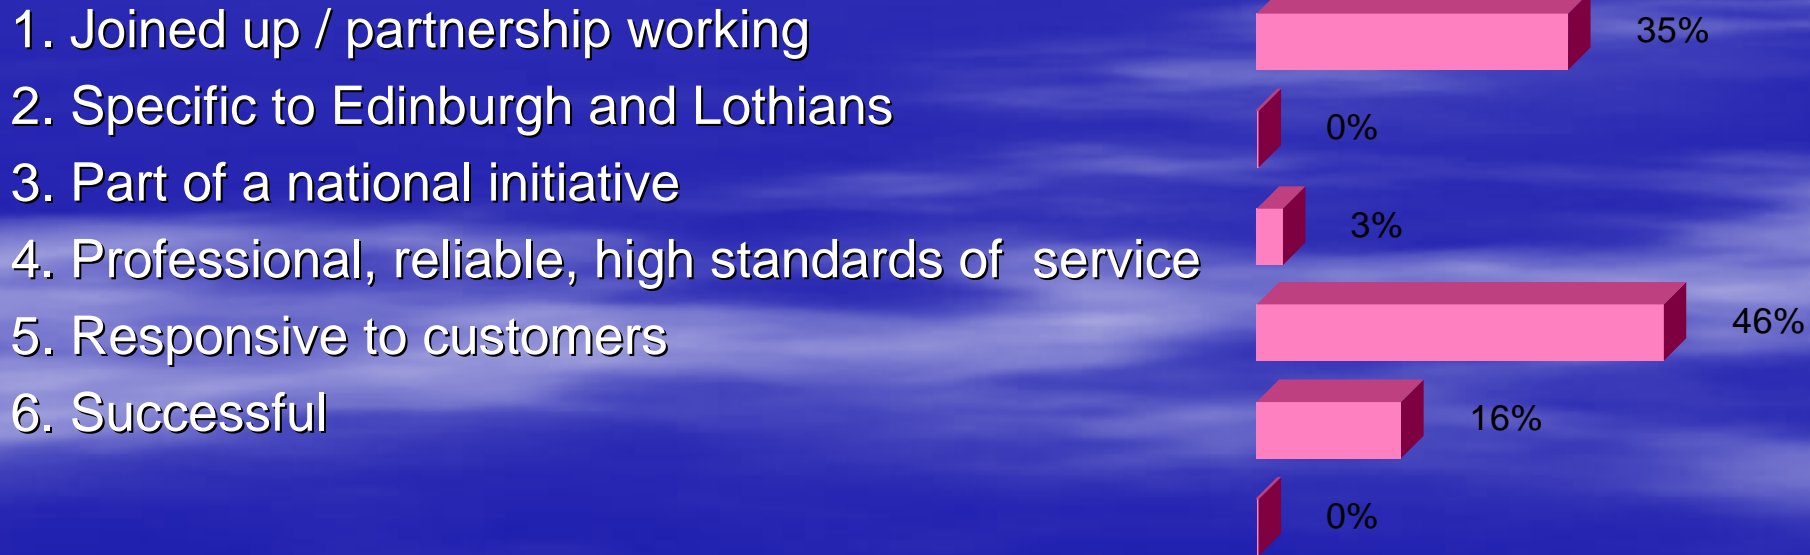 1. Joined up / partnership working
35%
2. Specific to Edinburgh and Lothians
0%
3. Part of a national initiative
3%
4. Professional, reliable, high standards of  service
46%
5. Responsive to customers
16%
6. Successful
0%